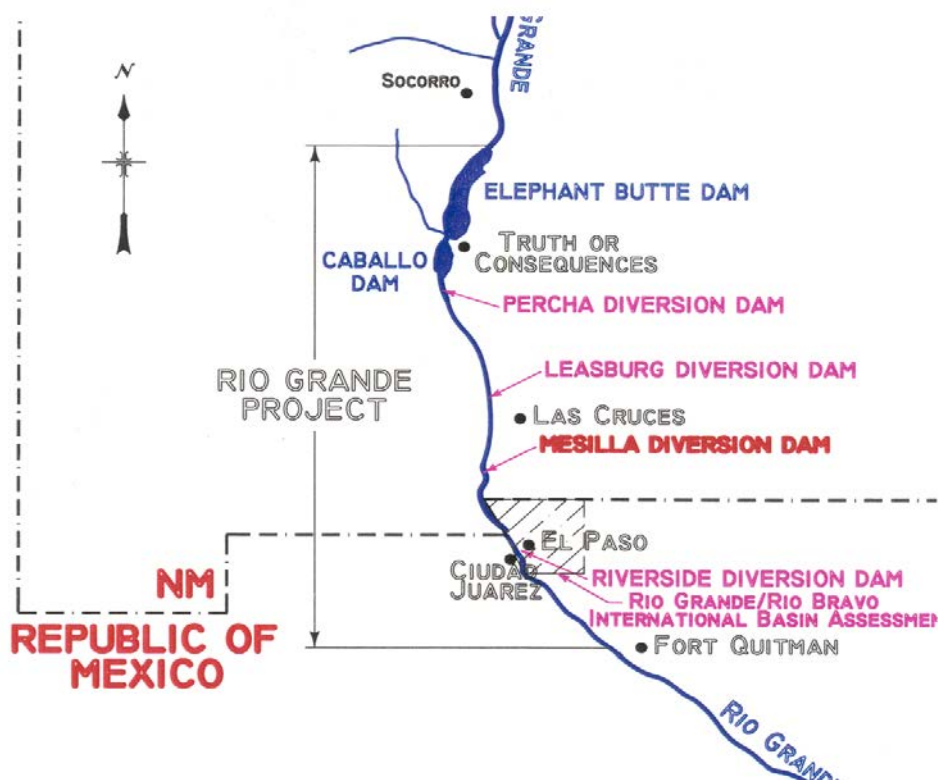 GRANDE
N
SOCORRO
ELEPHANT BUTTE DAM
TRUTH OR
CONSEQUENCES
CABALLO
DAM
PERCHA DIVERSION DAM
RIO GRANDE
PROJECT
LEASBURG DIVERSION DAM
LAS CRUCES
MESILLA DIVERSION DAM
EL PASO
CIUDAD
JUAREZ
RIVERSIDE DIVERSION DAM
RIO GRANDE/RIO BRAVO
INTERNATIONAL BASIN ASSESSMEN
NM
REPUBLIC OF
MEXICO
FORT QUITMAN
RIO GRANDE